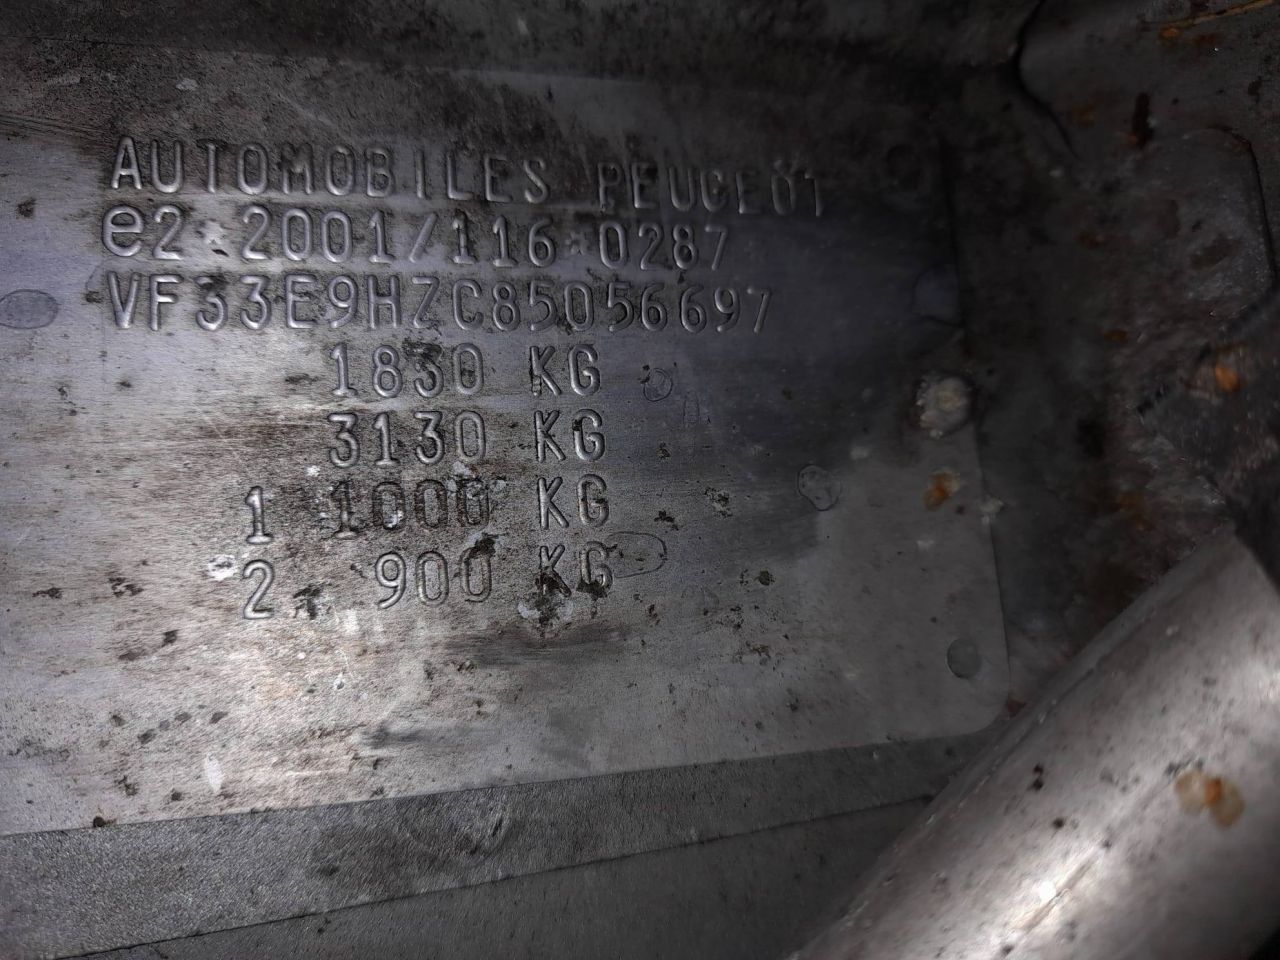 AUTOMOBILES PEUGEOT
e2*2001/116*0287
VF33E9HZC85056697
1830 KG
3130 KG
1 1000 KG
2 900 KG